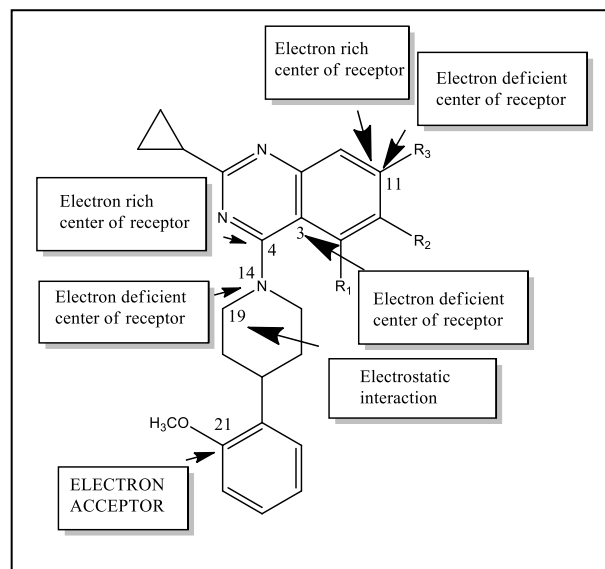 Electron rich
center of receptor
Electron deficient
center of receptor
R3
N
11
Electron rich
center of receptor
N
3
R2
4
14
N
R1
Electron deficient
center of receptor
Electron deficient
center of receptor
19
Electrostatic
interaction
H3CO
21
ELECTRON
ACCEPTOR